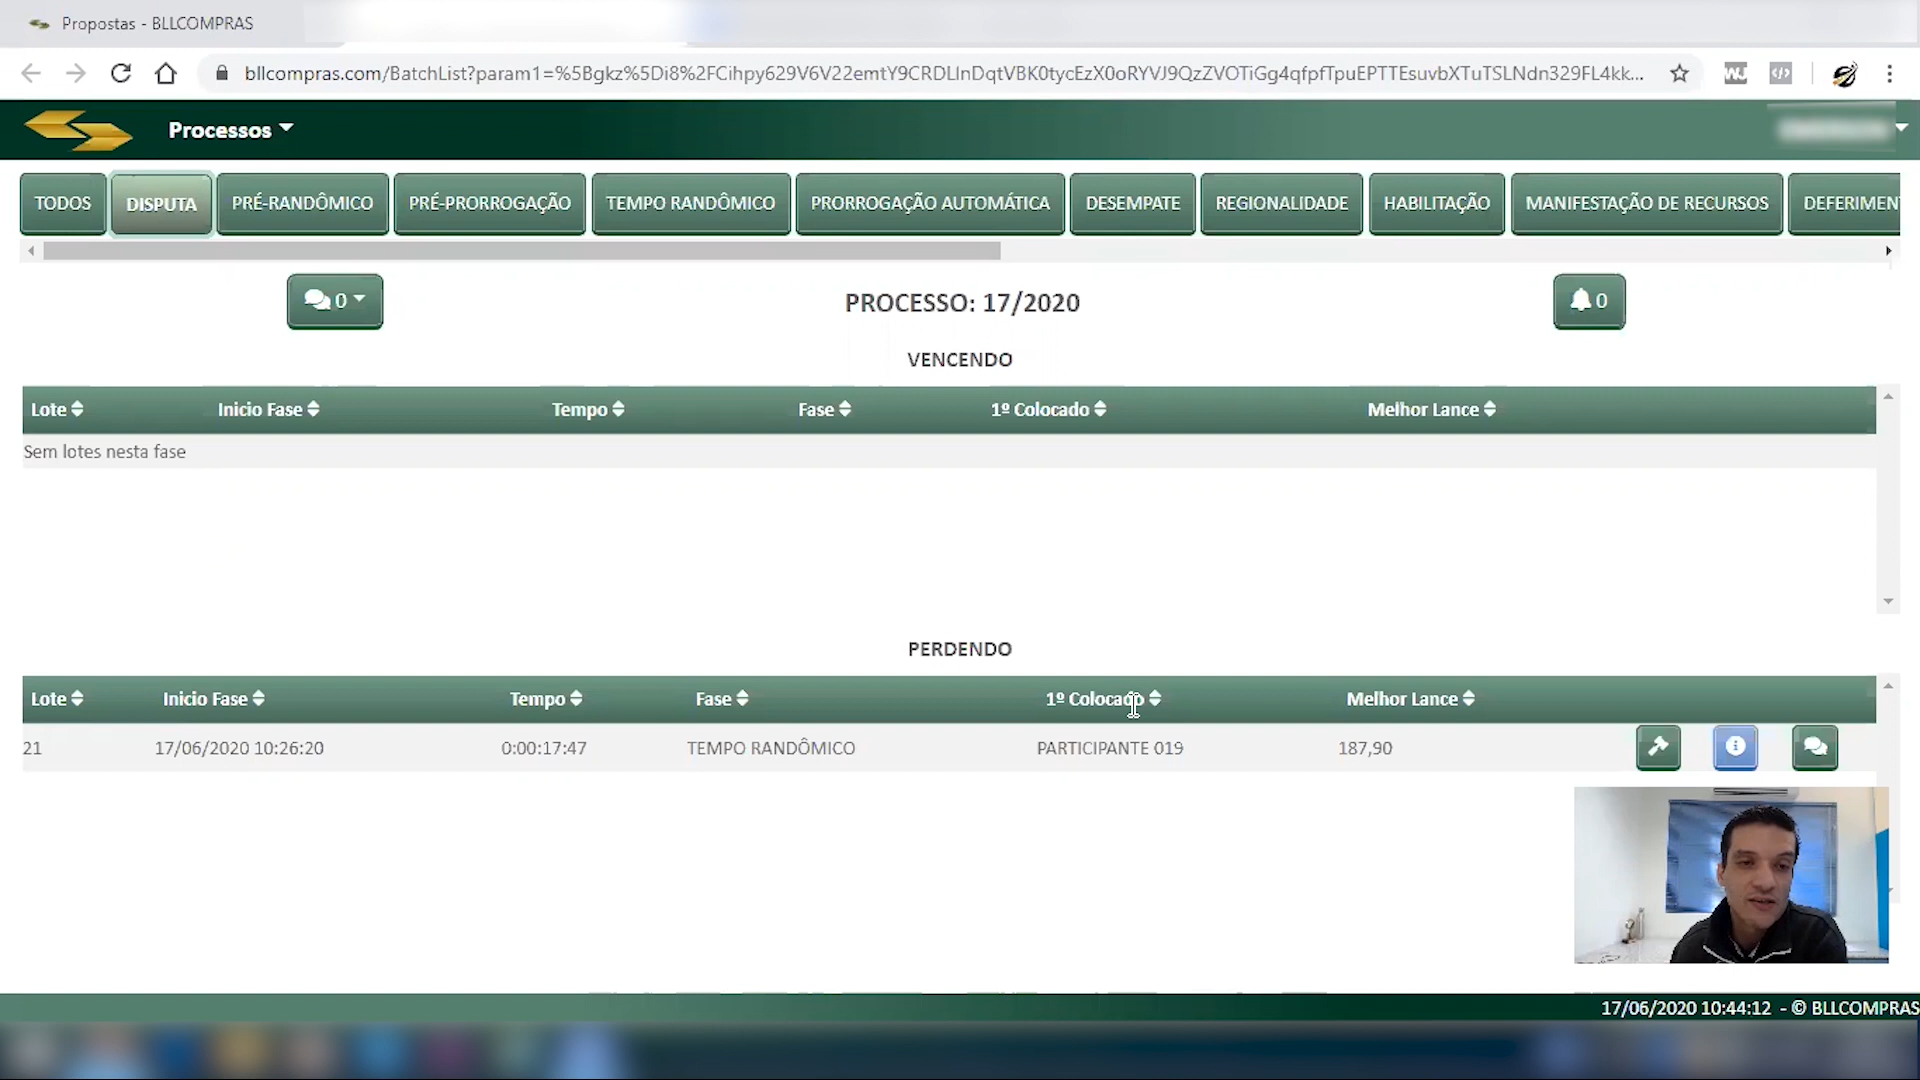 Propostas - BLLCOMPRAS
bllcompras.com/BatchList?param1=%5Bgkz%5Di8%2FCihpy629V6V22emtY9CRDLlnDqtVBK0tycEzX0oRYVJ9QzZVOTiGg4qfpfTpuEPTTEsuvbXTuTSLNdn329FL4kk...
Processos
TODOS DISPUTA PRÉ-RANDÔMICO PRÉ-PRORROGAÇÃO TEMPO RANDÔMICO PRORROGAÇÃO AUTOMÁTICA DESEMPATE REGIONALIDADE HABILITAÇÃO MANIFESTAÇÃO DE RECURSOS DEFERIMEN
0 PROCESSO: 17/2020 0
VENCENDO
Lote Inicio Fase Tempo Fase 1º Colocado Melhor Lance
Sem lotes nesta fase
PERDENDO
Lote Inicio Fase Tempo Fase 1º Colocado Melhor Lance
21 17/06/2020 10:26:20 0:00:17:47 TEMPO RANDÔMICO PARTICIPANTE 019 187,90
17/06/2020 10:44:12 - © BLLCOMPRAS